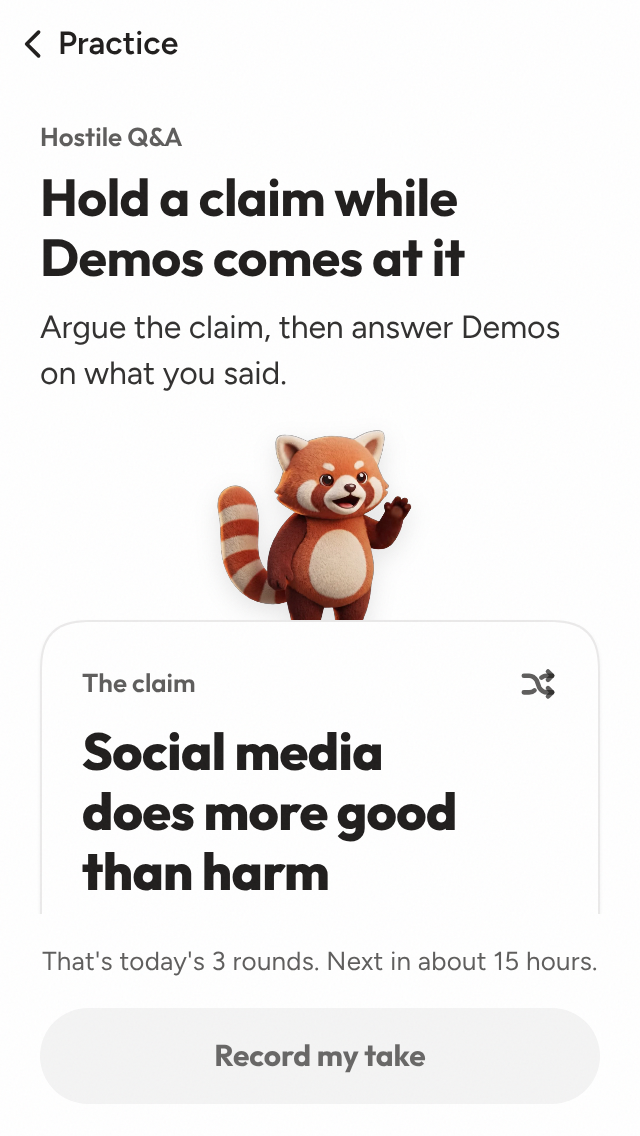 Practice
Hostile Q&A
Hold a claim while
Demos comes at it
Argue the claim, then answer Demos
on what you said.
The claim
Social media
does more good
than harm
That's today's 3 rounds. Next in about 15 hours.
Record my take